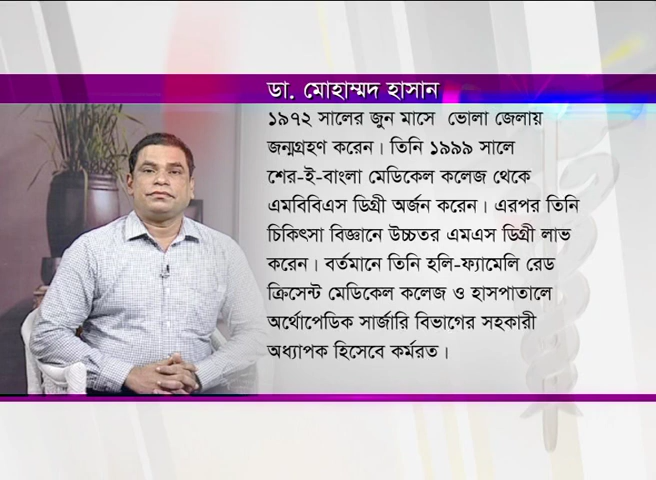 ডা. মোহাম্মদ হাসান
১৯৭২ সালের জুন মাসে ভোলা জেলায়
জন্মগ্রহণ করেন। তিনি ১৯৯৯ সালে
শের-ই-বাংলা মেডিকেল কলেজ থেকে
এমবিবিএস ডিগ্রী অর্জন করেন। এরপর তিনি
চিকিৎসা বিজ্ঞানে উচ্চতর এমএস ডিগ্রী লাভ
করেন। বর্তমানে তিনি হলি-ফ্যামেলি রেড
ক্রিসেন্ট মেডিকেল কলেজ ও হাসপাতালে
অর্থোপেডিক সার্জারি বিভাগের সহকারী
অধ্যাপক হিসেবে কর্মরত।